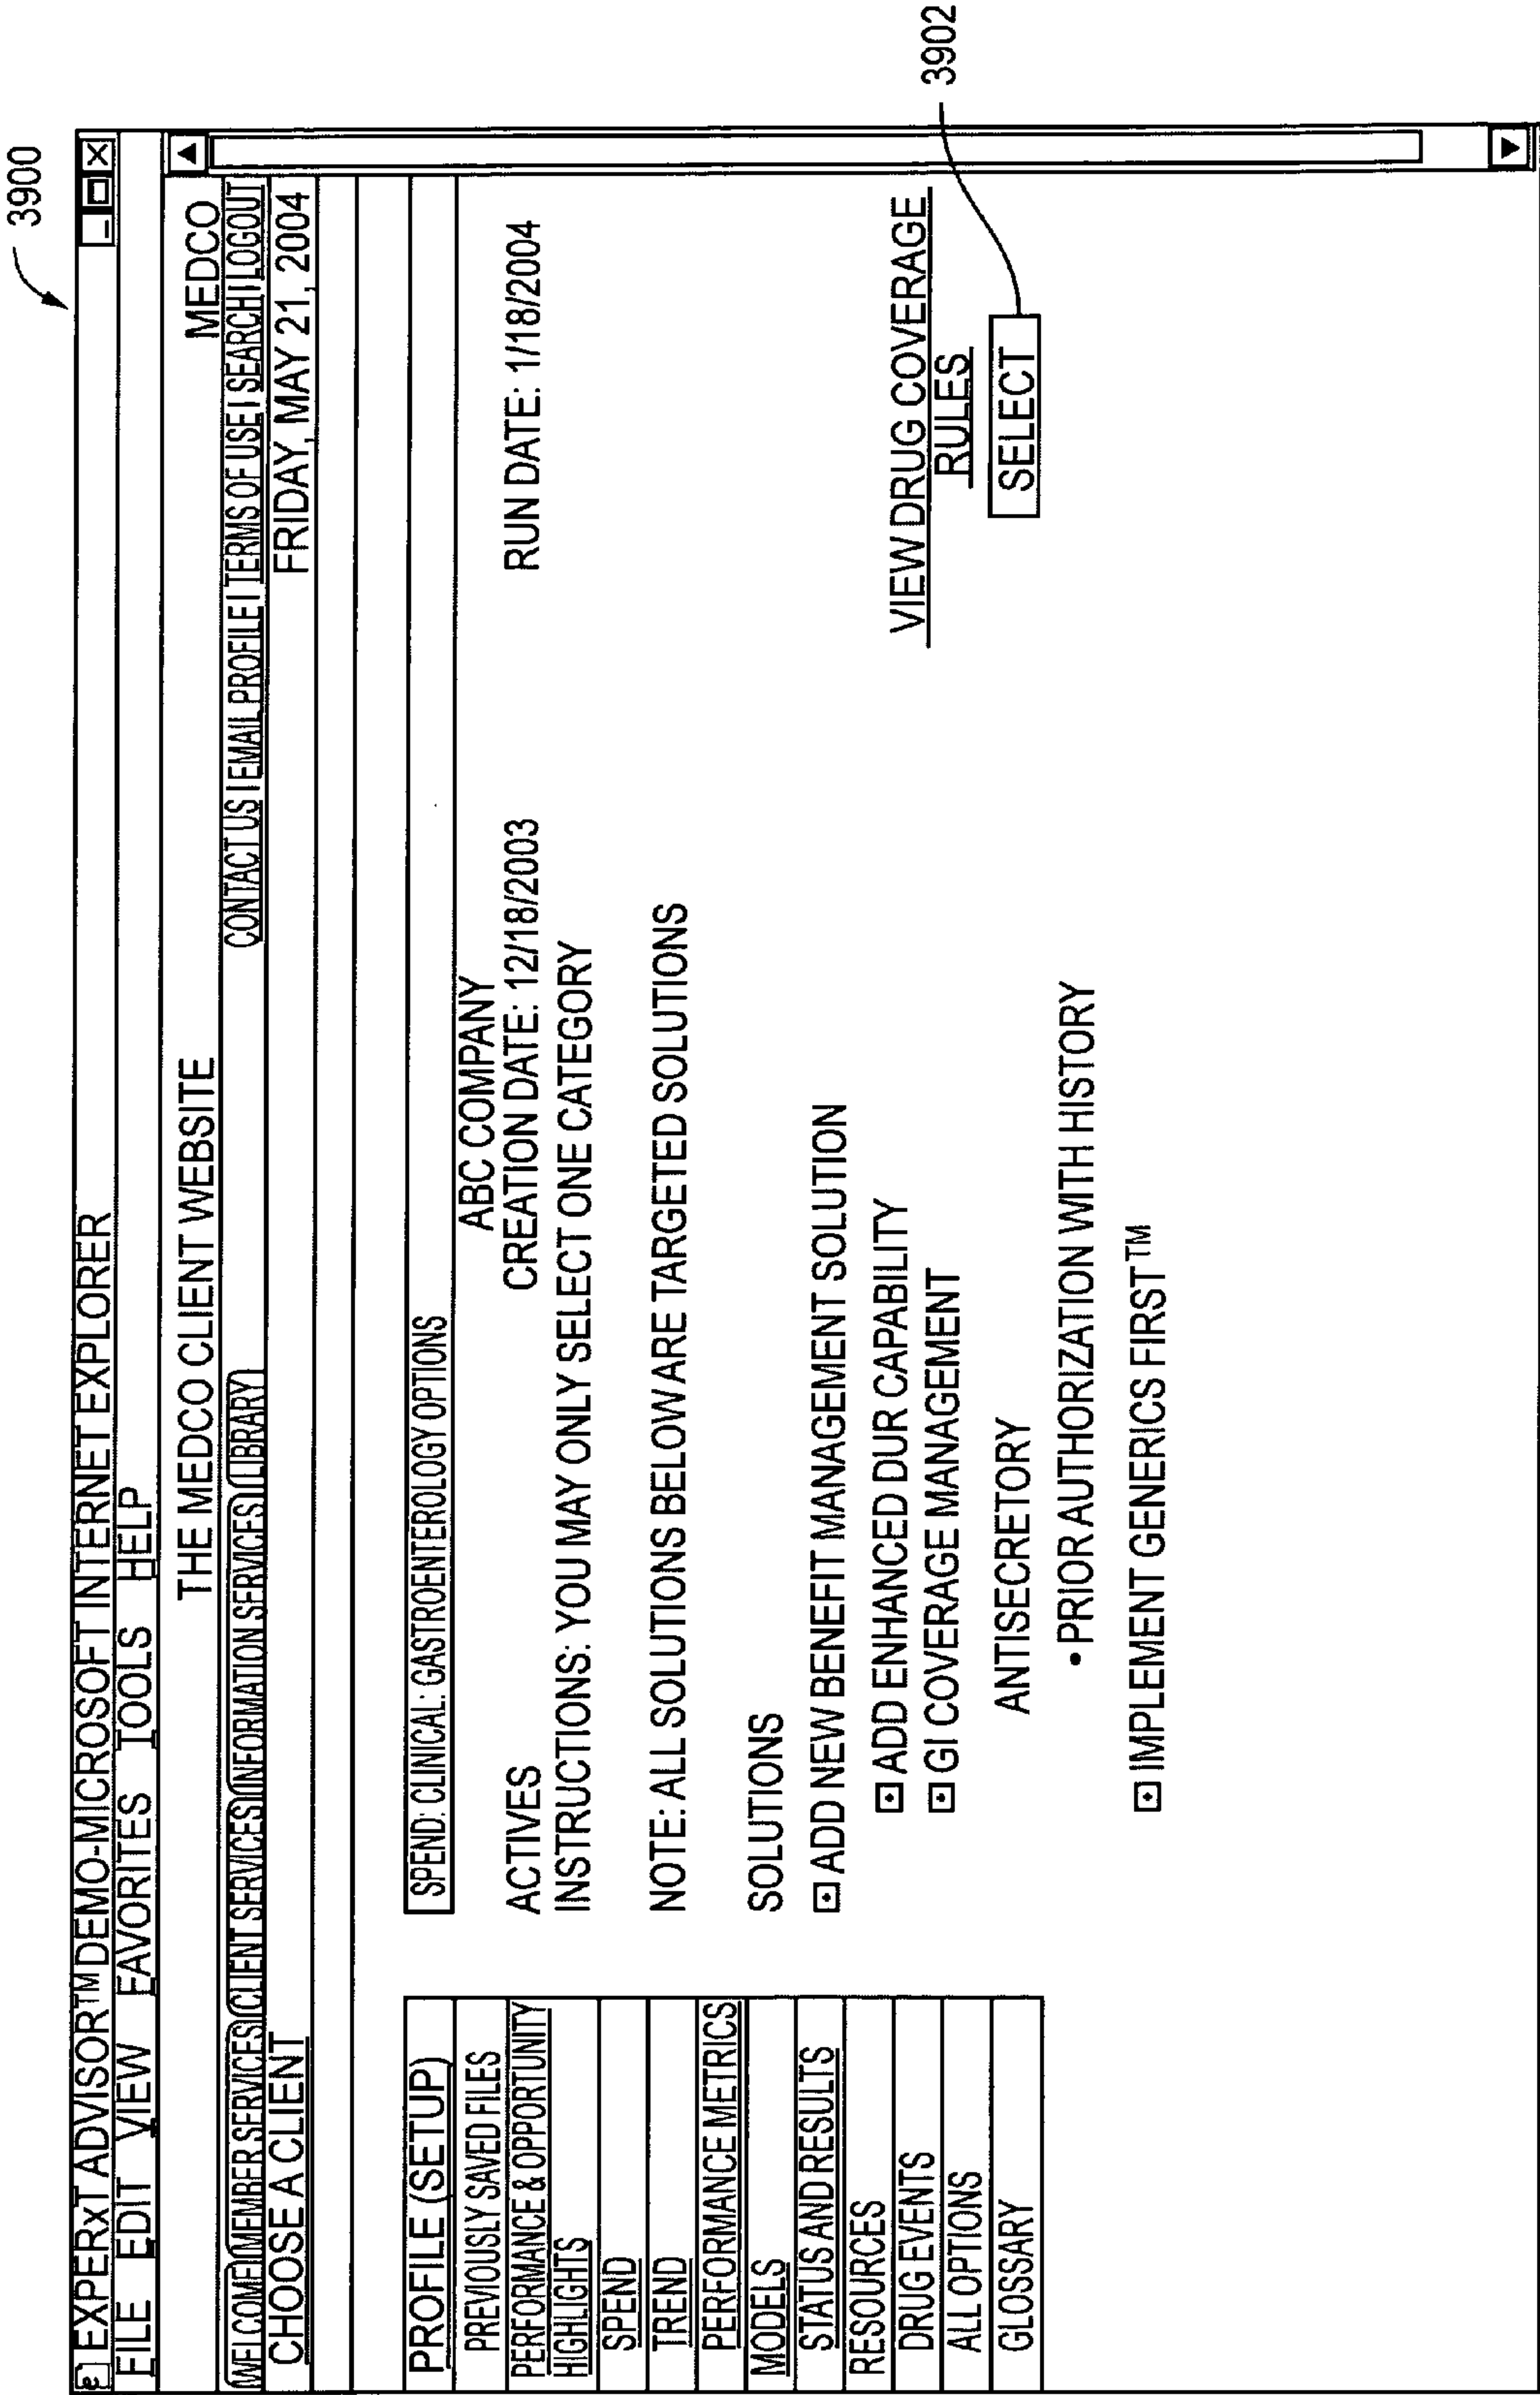 3900
EXPERxT ADVISOR™ DEMO-MICROSOFT INTERNET EXPLORER
FILE EDIT VIEW FAVORITES TOOLS HELP
THE MEDCO CLIENT WEBSITE
MEDCO
WELCOME MEMBER SERVICES CLIENT SERVICES INFORMATION SERVICES LIBRARY
CONTACT US | EMAIL PROFILE | TERMS OF USE | SEARCH | LOGOUT
CHOOSE A CLIENT
FRIDAY, MAY 21, 2004
PROFILE (SETUP)
PREVIOUSLY SAVED FILES
PERFORMANCE & OPPORTUNITY
HIGHLIGHTS
SPEND
TREND
PERFORMANCE METRICS
MODELS
STATUS AND RESULTS
RESOURCES
DRUG EVENTS
ALL OPTIONS
GLOSSARY
SPEND: CLINICAL: GASTROENTEROLOGY OPTIONS
ABC COMPANY
ACTIVES
CREATION DATE: 12/18/2003
RUN DATE: 1/18/2004
INSTRUCTIONS: YOU MAY ONLY SELECT ONE CATEGORY
NOTE: ALL SOLUTIONS BELOW ARE TARGETED SOLUTIONS
SOLUTIONS
ADD NEW BENEFIT MANAGEMENT SOLUTION
ADD ENHANCED DUR CAPABILITY
GI COVERAGE MANAGEMENT
VIEW DRUG COVERAGE
RULES
ANTISECRETORY
SELECT
3902
• PRIOR AUTHORIZATION WITH HISTORY
IMPLEMENT GENERICS FIRST™